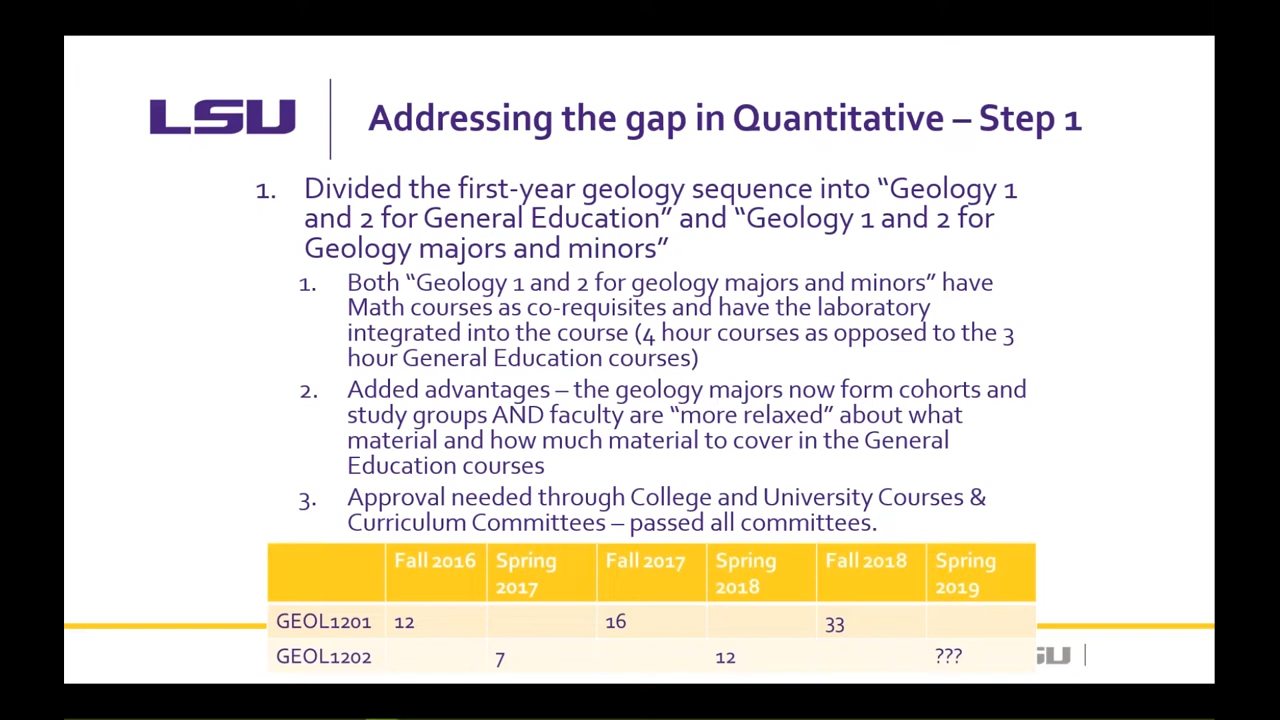 LSU
Addressing the gap in Quantitative – Step 1
1. Divided the first-year geology sequence into “Geology 1
and 2 for General Education” and “Geology 1 and 2 for
Geology majors and minors”
1. Both “Geology 1 and 2 for geology majors and minors” have
Math courses as co-requisites and have the laboratory
integrated into the course (4 hour courses as opposed to the 3
hour General Education courses)
2. Added advantages – the geology majors now form cohorts and
study groups AND faculty are “more relaxed” about what
material and how much material to cover in the General
Education courses
3. Approval needed through College and University Courses &
Curriculum Committees – passed all committees.
Fall 2016 Spring 2017 Fall 2017 Spring 2018 Fall 2018 Spring 2019
GEOL1201 12 16 33
GEOL1202 7 12 ???
LSU